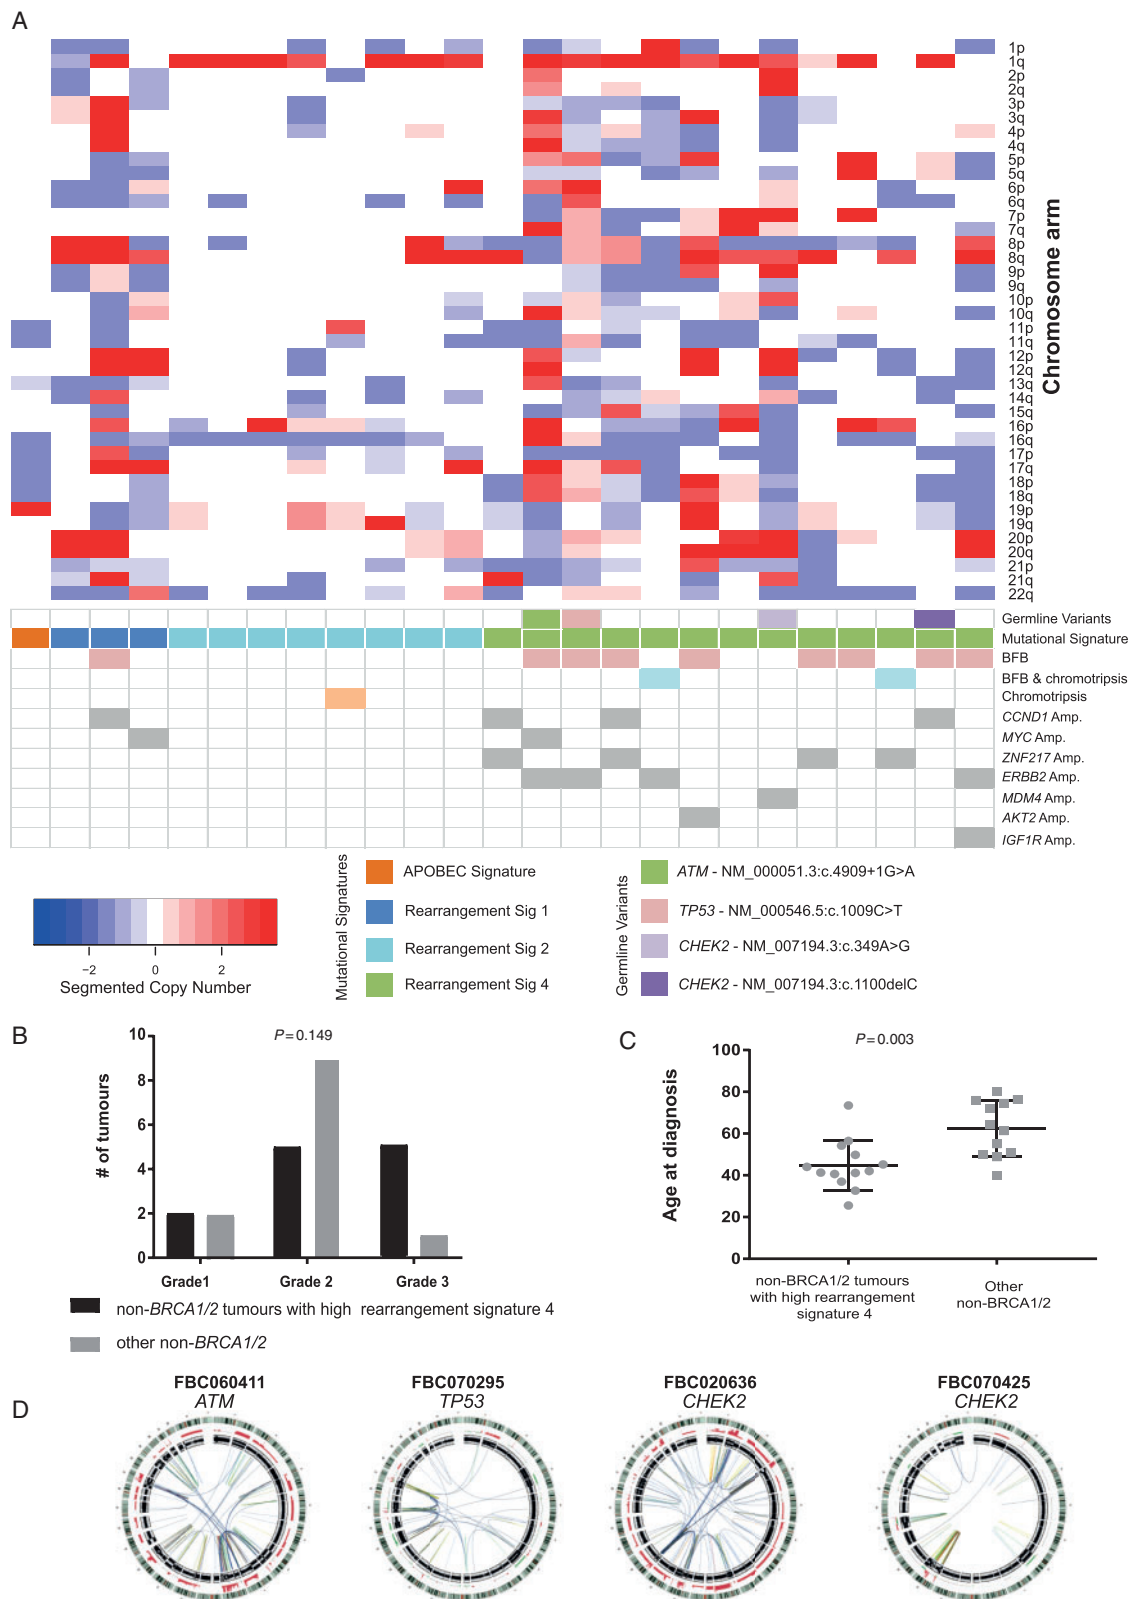 A
1p
1q
2p
2q
3p
3q
4p
4q
5p
5q
6p
6q
7p
7q
8p
8q
9p
9q
10p
10q
11p
11q
12p
12q
13q
14q
15q
16p
16q
17p
17q
18p
18q
19p
19q
20p
20q
21p
21q
22q
Chromosome arm
Germline Variants
Mutational Signature
BFB
BFB & chromotripsis
Chromotripsis
CCND1 Amp.
MYC Amp.
ZNF217 Amp.
ERBB2 Amp.
MDM4 Amp.
AKT2 Amp.
IGF1R Amp.
−2 0 2
Segmented Copy Number
Mutational Signatures
APOBEC Signature
Rearrangement Sig 1
Rearrangement Sig 2
Rearrangement Sig 4
Germline Variants
ATM - NM_000051.3:c.4909+1G>A
TP53 - NM_000546.5:c.1009C>T
CHEK2 - NM_007194.3:c.349A>G
CHEK2 - NM_007194.3:c.1100delC
B
P=0.149
# of tumours
10
8
6
4
2
0
Grade1 Grade 2 Grade 3
non-BRCA1/2 tumours with high rearrangement signature 4
other non-BRCA1/2
C
P=0.003
Age at diagnosis
100
80
60
40
20
0
non-BRCA1/2 tumours
with high rearrangement
signature 4
Other
non-BRCA1/2
D
FBC060411
ATM
FBC070295
TP53
FBC020636
CHEK2
FBC070425
CHEK2